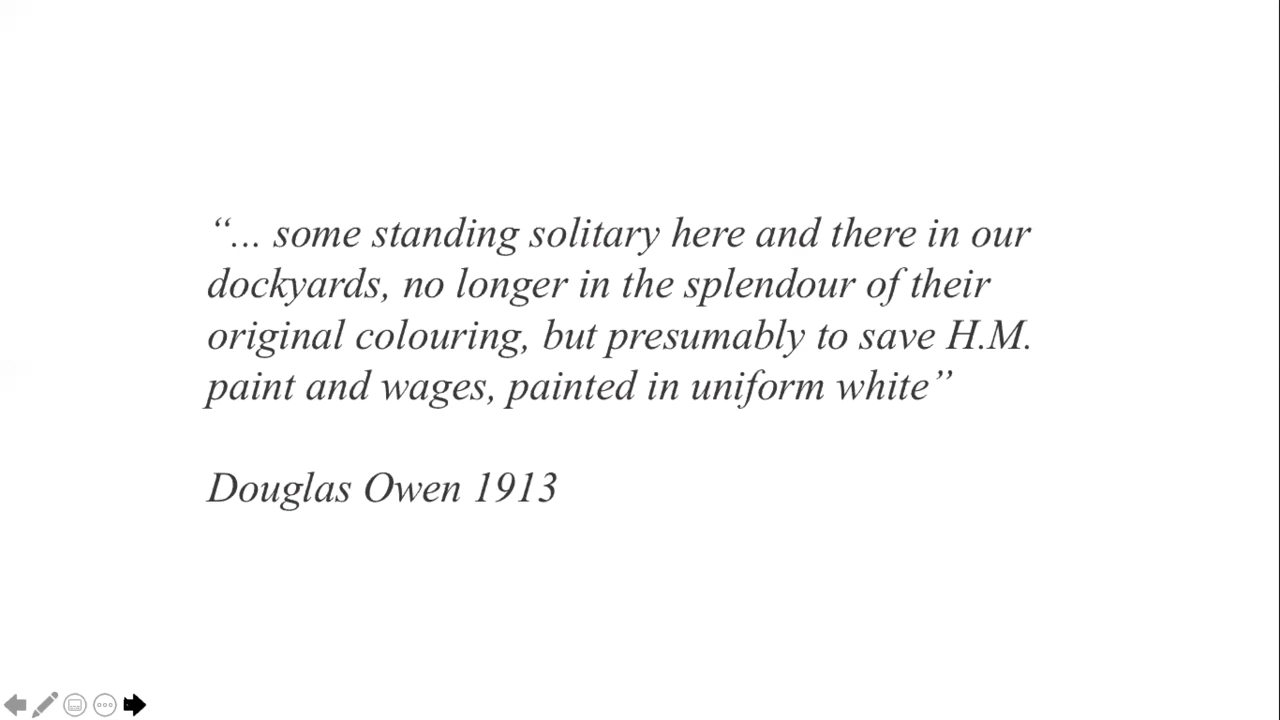 “... some standing solitary here and there in our
dockyards, no longer in the splendour of their
original colouring, but presumably to save H.M.
paint and wages, painted in uniform white”
Douglas Owen 1913